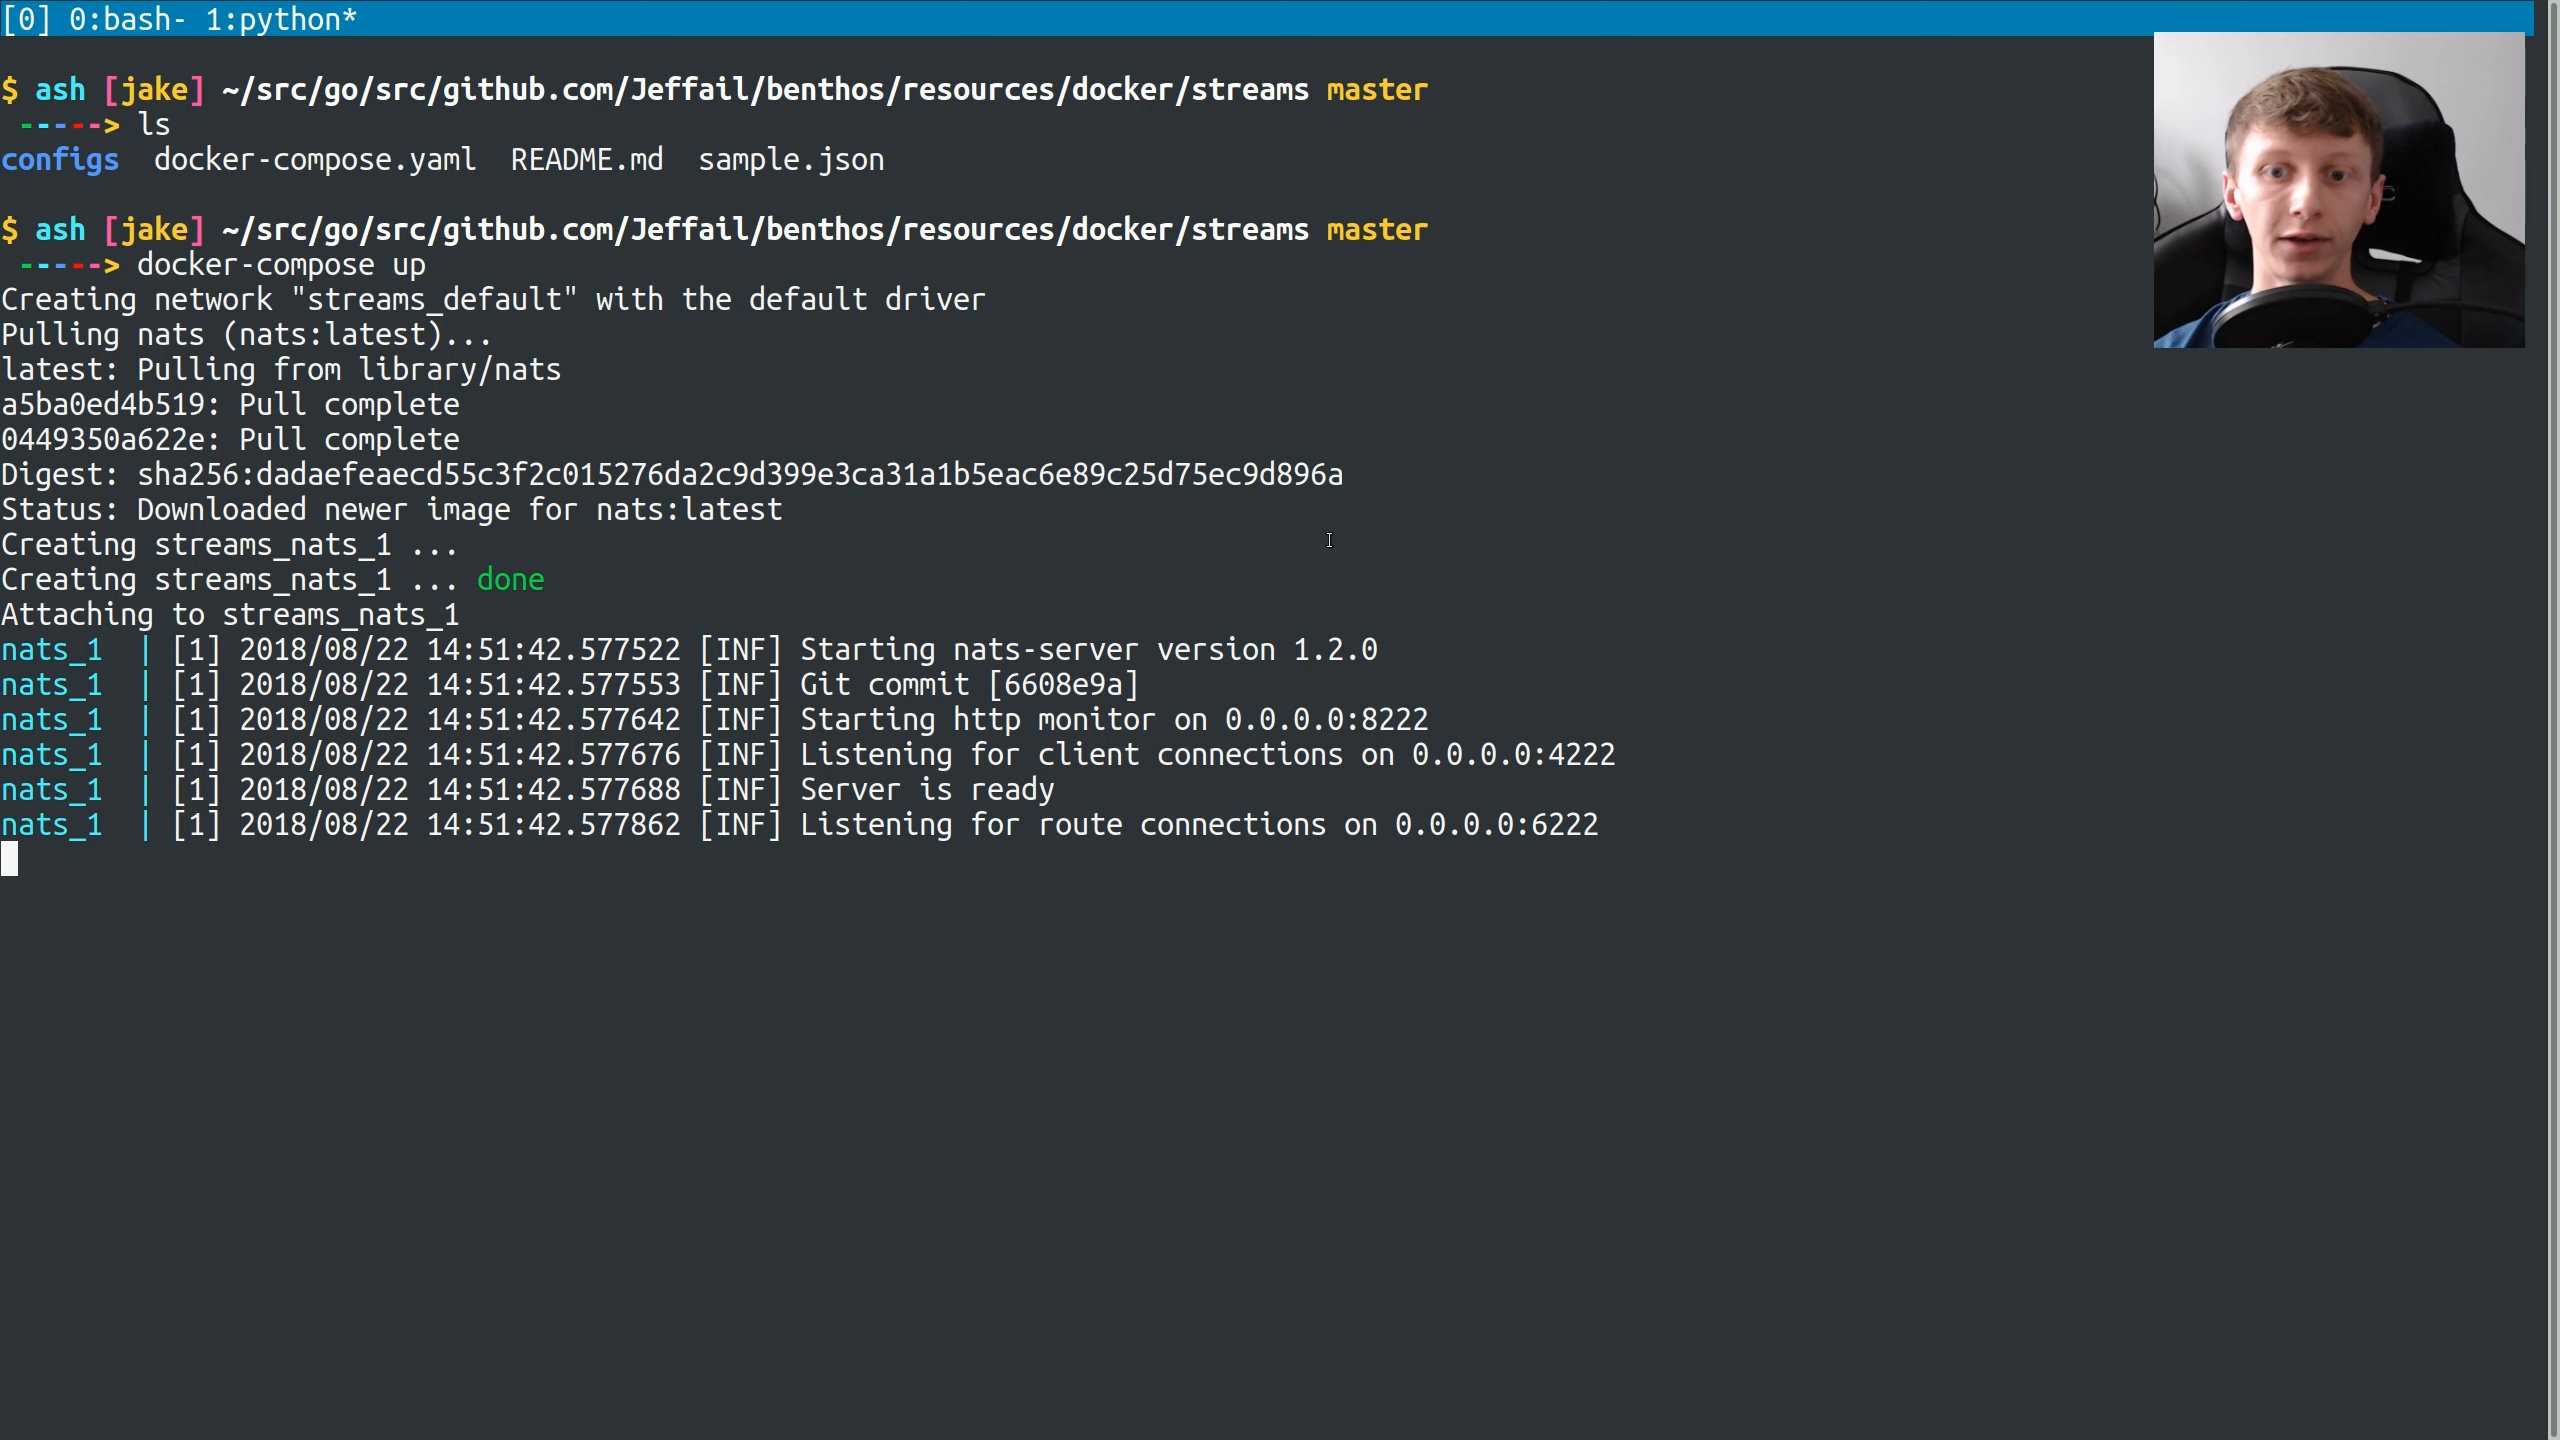 [0] 0:bash- 1:python*
$ ash [jake] ~/src/go/src/github.com/Jeffail/benthos/resources/docker/streams master
-----> ls
configs  docker-compose.yaml  README.md  sample.json
$ ash [jake] ~/src/go/src/github.com/Jeffail/benthos/resources/docker/streams master
-----> docker-compose up
Creating network "streams_default" with the default driver
Pulling nats (nats:latest)...
latest: Pulling from library/nats
a5ba0ed4b519: Pull complete
0449350a622e: Pull complete
Digest: sha256:dadaefeaecd55c3f2c015276da2c9d399e3ca31a1b5eac6e89c25d75ec9d896a
Status: Downloaded newer image for nats:latest
Creating streams_nats_1 ...
Creating streams_nats_1 ... done
Attaching to streams_nats_1
nats_1  | [1] 2018/08/22 14:51:42.577522 [INF] Starting nats-server version 1.2.0
nats_1  | [1] 2018/08/22 14:51:42.577553 [INF] Git commit [6608e9a]
nats_1  | [1] 2018/08/22 14:51:42.577642 [INF] Starting http monitor on 0.0.0.0:8222
nats_1  | [1] 2018/08/22 14:51:42.577676 [INF] Listening for client connections on 0.0.0.0:4222
nats_1  | [1] 2018/08/22 14:51:42.577688 [INF] Server is ready
nats_1  | [1] 2018/08/22 14:51:42.577862 [INF] Listening for route connections on 0.0.0.0:6222